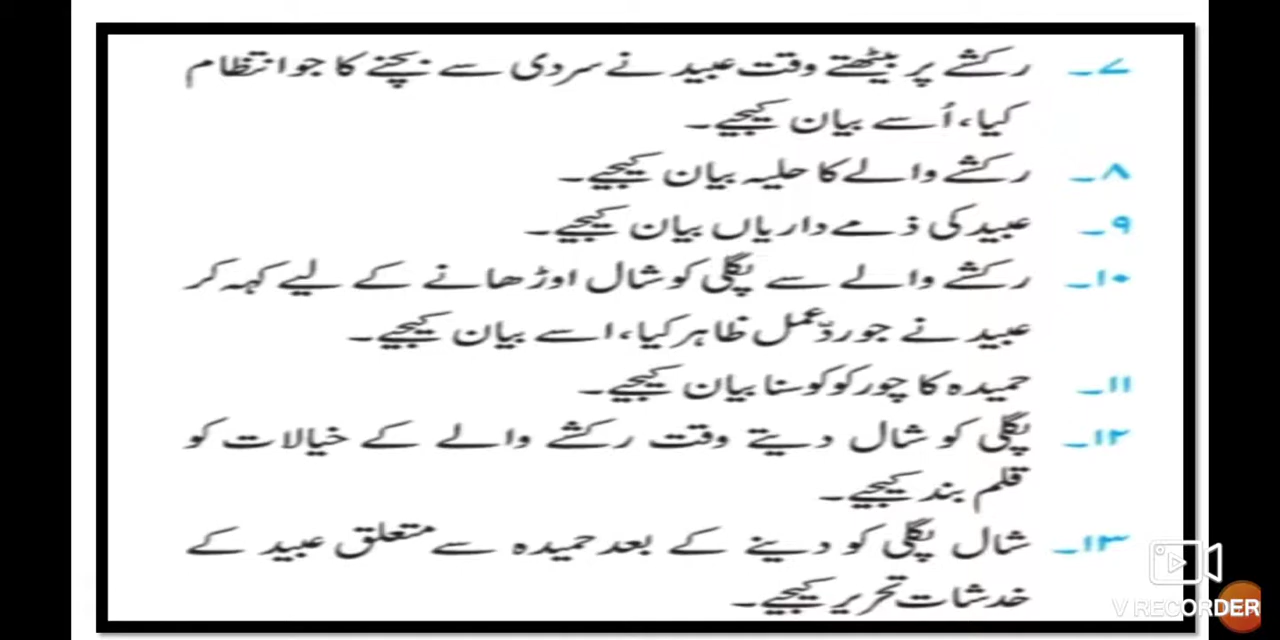 ۷۔ رکشے پر بیٹھتے وقت عبید نے سردی سے بچنے کا جو انتظام
کیا، اُسے بیان کیجیے۔
۸۔ رکشے والے کا حلیہ بیان کیجیے۔
۹۔ عبید کی ذمے داریاں بیان کیجیے۔
۱۰۔ رکشے والے سے پگلی کو شال اوڑھانے کے لیے کہہ کر
عبید نے جو ردِّ عمل ظاہر کیا، اسے بیان کیجیے۔
۱۱۔ حمیدہ کا چور کو کوسنا بیان کیجیے۔
۱۲۔ پگلی کو شال دیتے وقت رکشے والے کے خیالات کو
قلم بند کیجیے۔
۱۳۔ شال پگلی کو دینے کے بعد حمیدہ سے متعلق عبید کے
خدشات تحریر کیجیے۔
V RECORDER